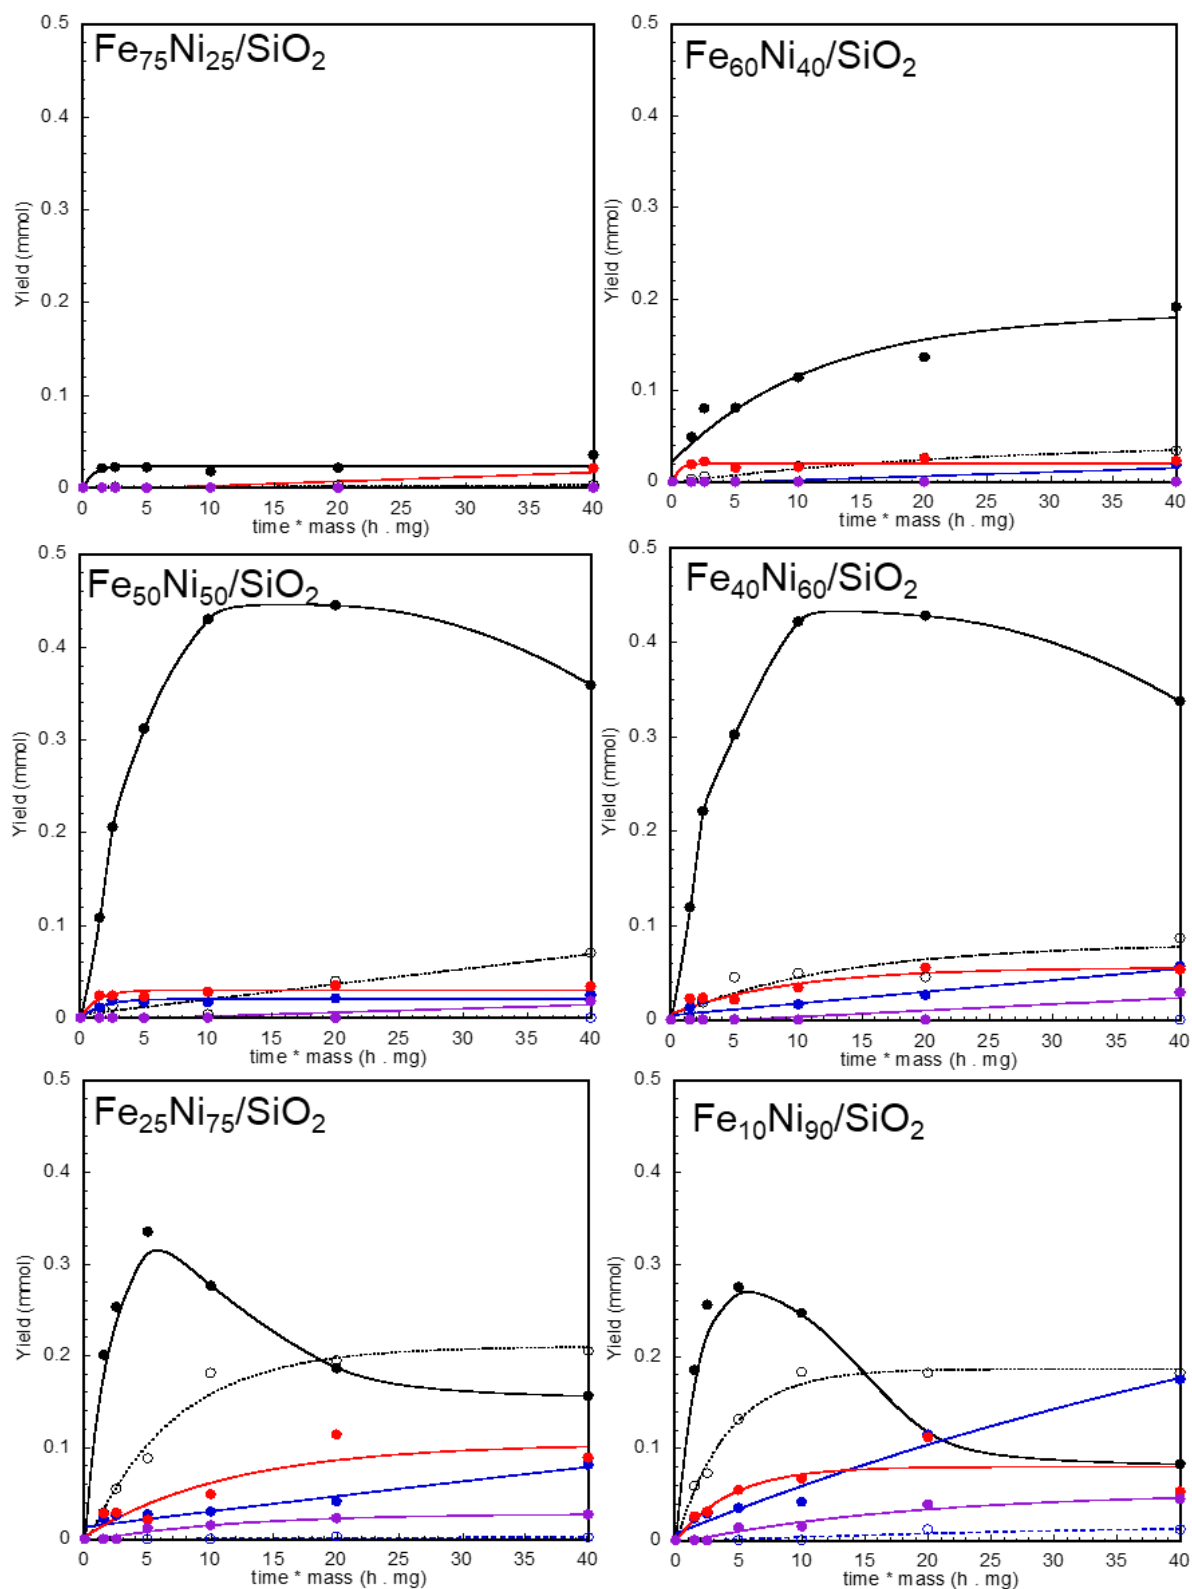 Fe₇₅Ni₂₅/SiO₂
0.5
0.4
0.3
0.2
0.1
0
Yield (mmol)
0 5 10 15 20 25 30 35 40
time * mass (h . mg)
Fe₆₀Ni₄₀/SiO₂
0.5
0.4
0.3
0.2
0.1
0
Yield (mmol)
0 5 10 15 20 25 30 35 40
time * mass (h . mg)
Fe₅₀Ni₅₀/SiO₂
0.5
0.4
0.3
0.2
0.1
0
Yield (mmol)
0 5 10 15 20 25 30 35 40
time * mass (h . mg)
Fe₄₀Ni₆₀/SiO₂
0.5
0.4
0.3
0.2
0.1
0
Yield (mmol)
0 5 10 15 20 25 30 35 40
time * mass (h . mg)
Fe₂₅Ni₇₅/SiO₂
0.5
0.4
0.3
0.2
0.1
0
Yield (mmol)
0 5 10 15 20 25 30 35 40
time * mass (h . mg)
Fe₁₀Ni₉₀/SiO₂
0.5
0.4
0.3
0.2
0.1
0
Yield (mmol)
0 5 10 15 20 25 30 35 40
time * mass (h . mg)